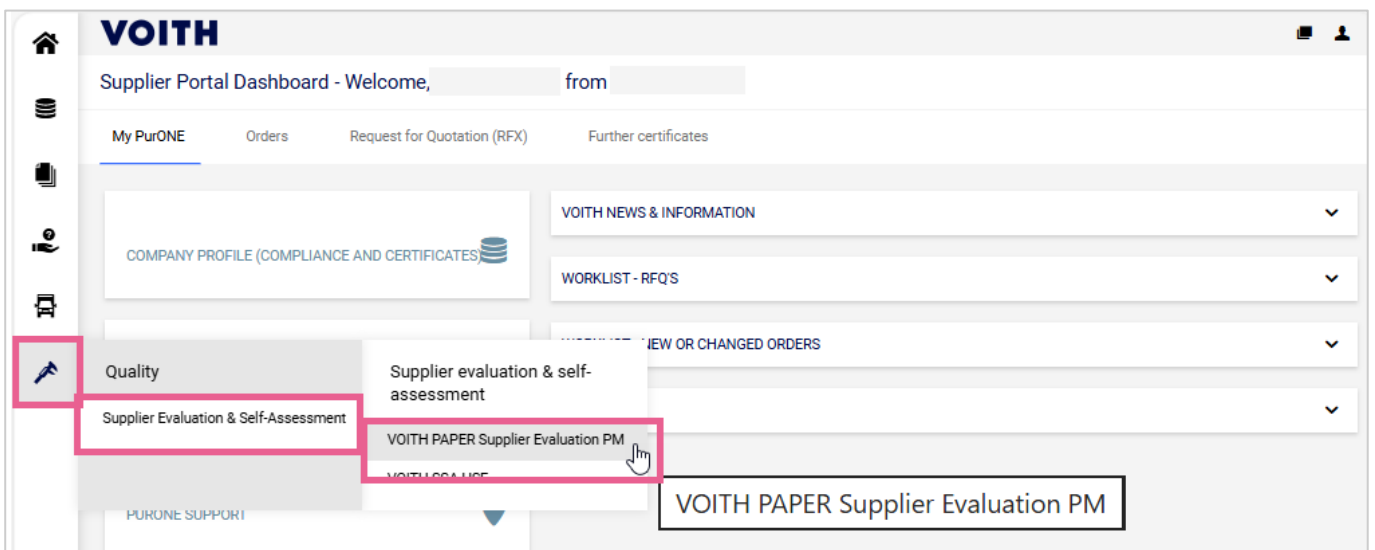 VOITH
Supplier Portal Dashboard - Welcome, from
My PurONE Orders Request for Quotation (RFX) Further certificates
COMPANY PROFILE (COMPLIANCE AND CERTIFICATES)
VOITH NEWS & INFORMATION
WORKLIST - RFQ'S
NEW OR CHANGED ORDERS
Quality
Supplier Evaluation & Self-Assessment
Supplier evaluation & self-
assessment
VOITH PAPER Supplier Evaluation PM
VOITH PAPER Supplier Evaluation PM
PURONE SUPPORT